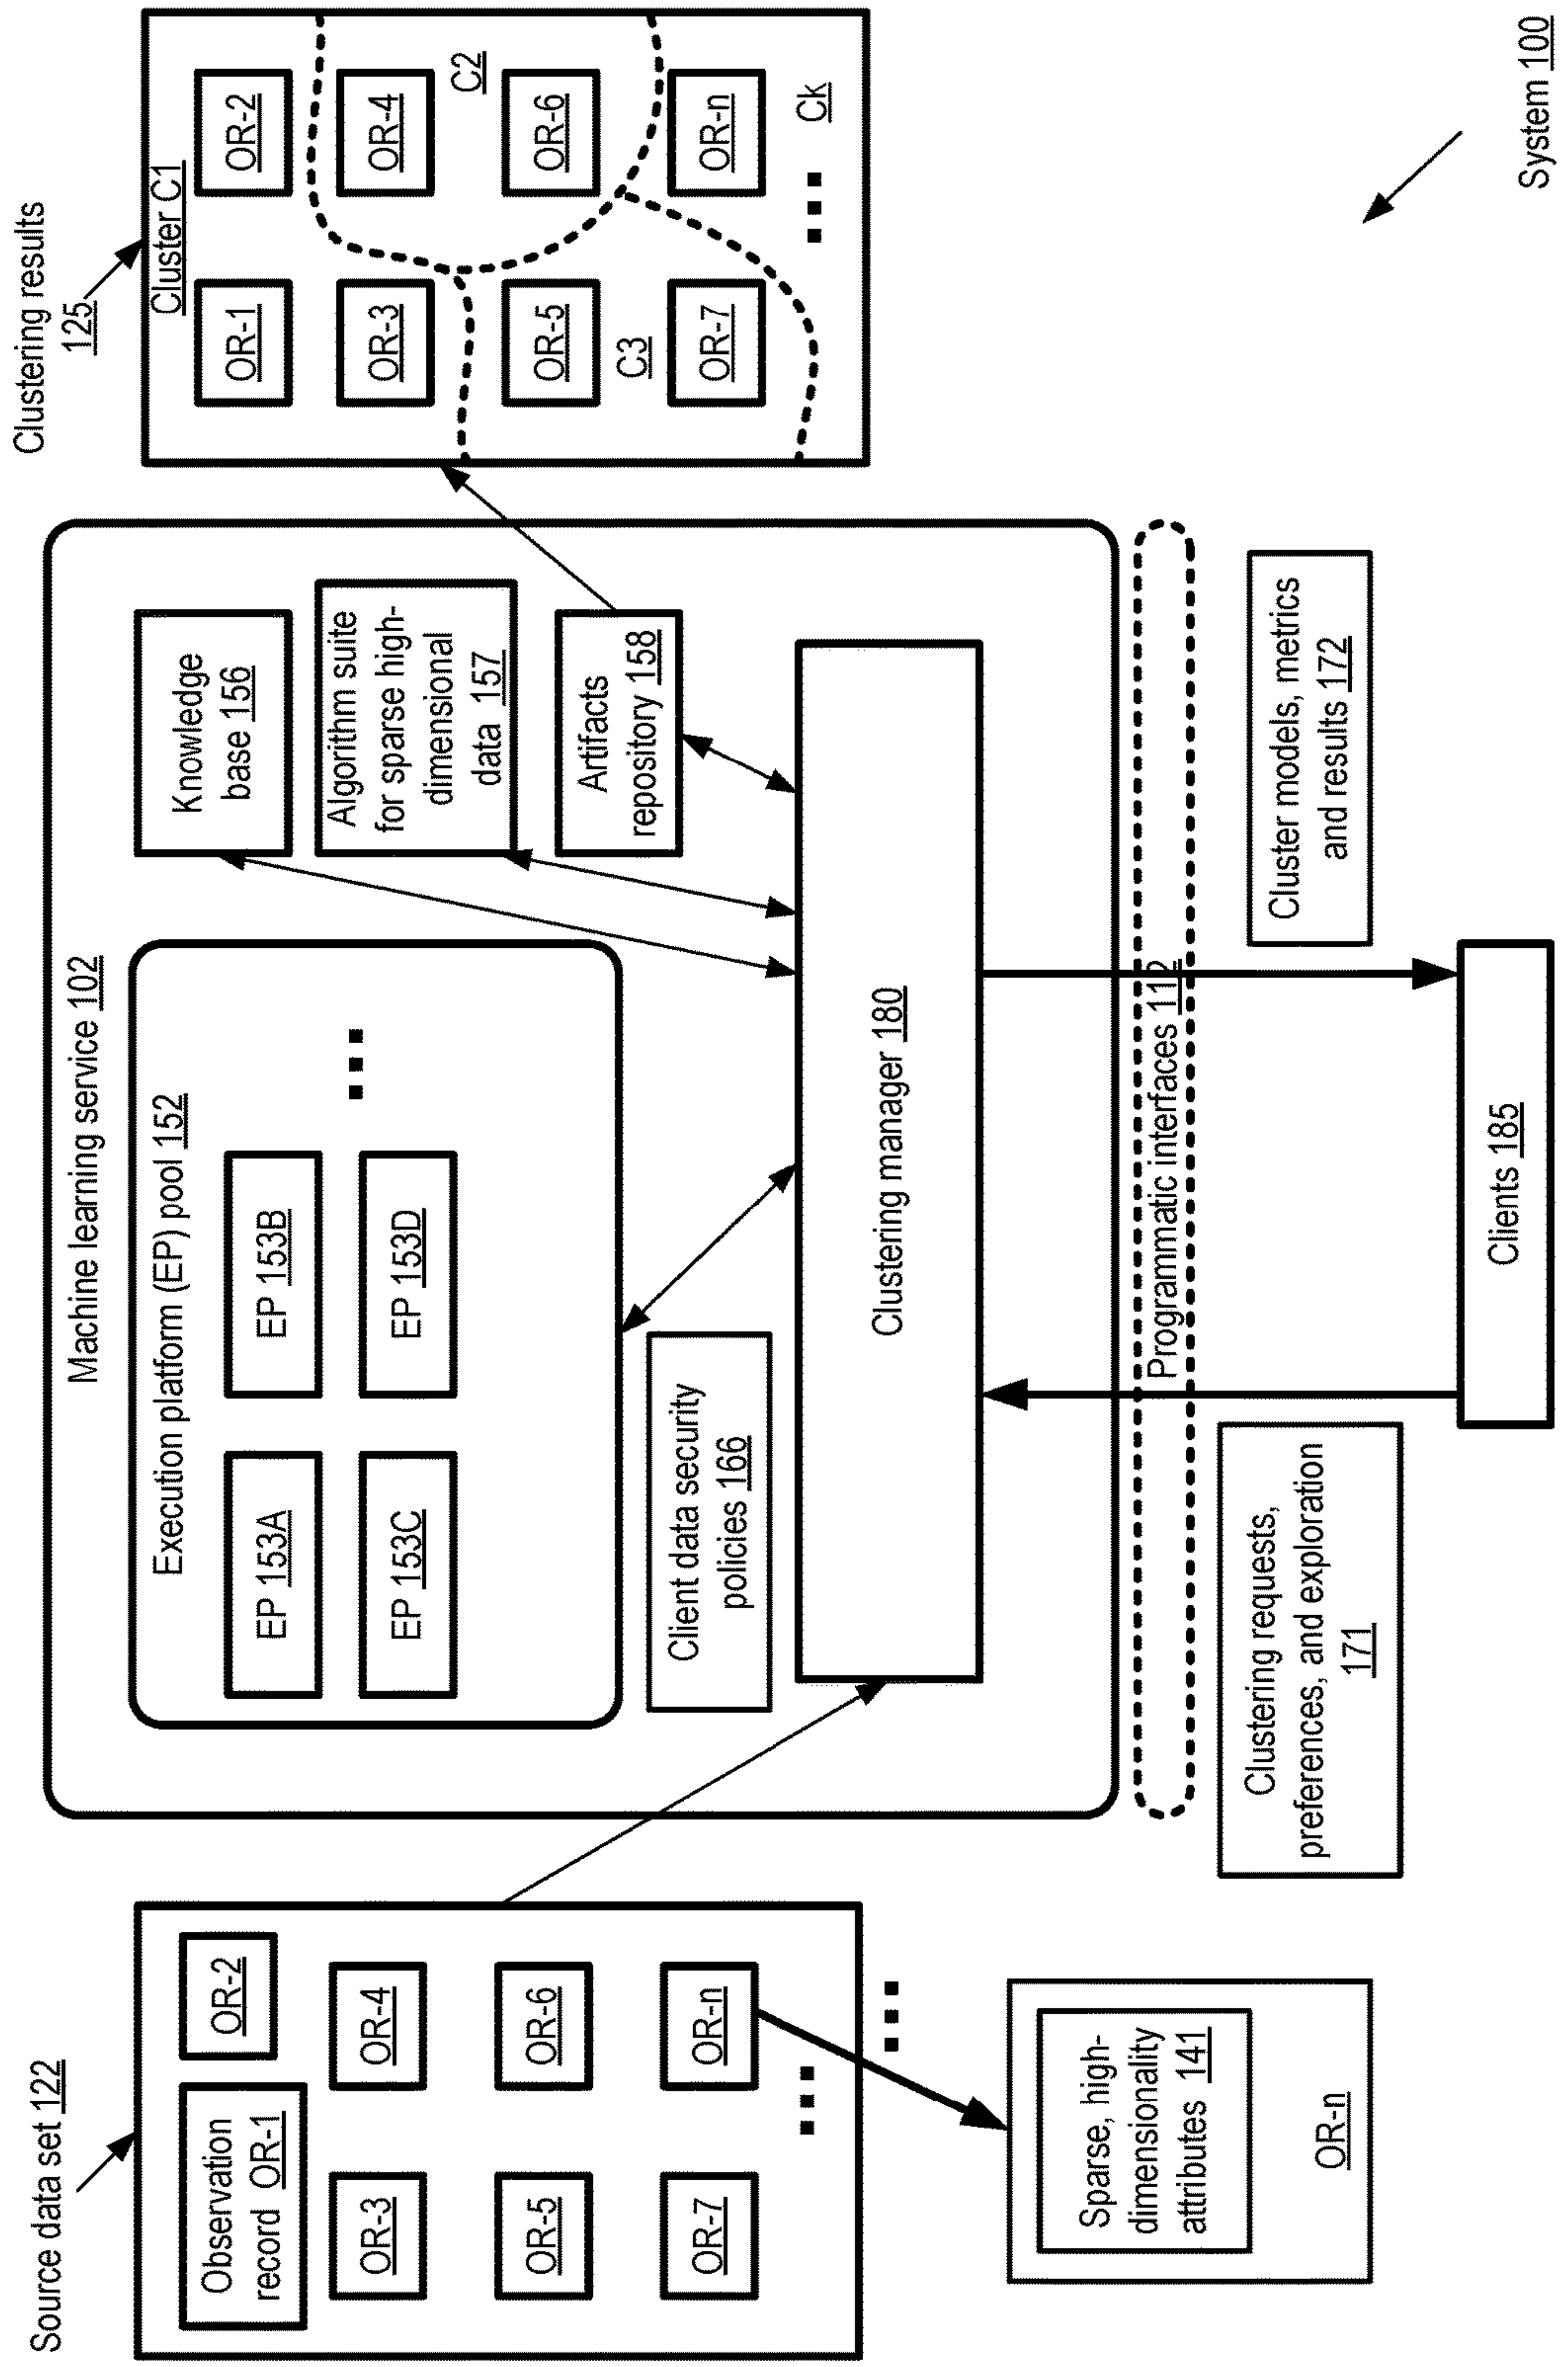 Source data set 122
Observation
record OR-1
OR-2
OR-3
OR-4
OR-5
OR-6
OR-7
OR-n
Sparse, high-
dimensionality
attributes 141
OR-n
Machine learning service 102
Execution platform (EP) pool 152
EP 153A
EP 153B
EP 153C
EP 153D
Knowledge
base 156
Algorithm suite
for sparse high-
dimensional
data 157
Artifacts
repository 158
Client data security
policies 166
Clustering manager 180
Programmatic interfaces 112
Clustering requests,
preferences, and exploration
171
Cluster models, metrics
and results 172
Clients 185
Clustering results
125
Cluster C1
OR-1
OR-2
OR-3
OR-4
C2
OR-5
OR-6
C3
OR-7
OR-n
Ck
System 100